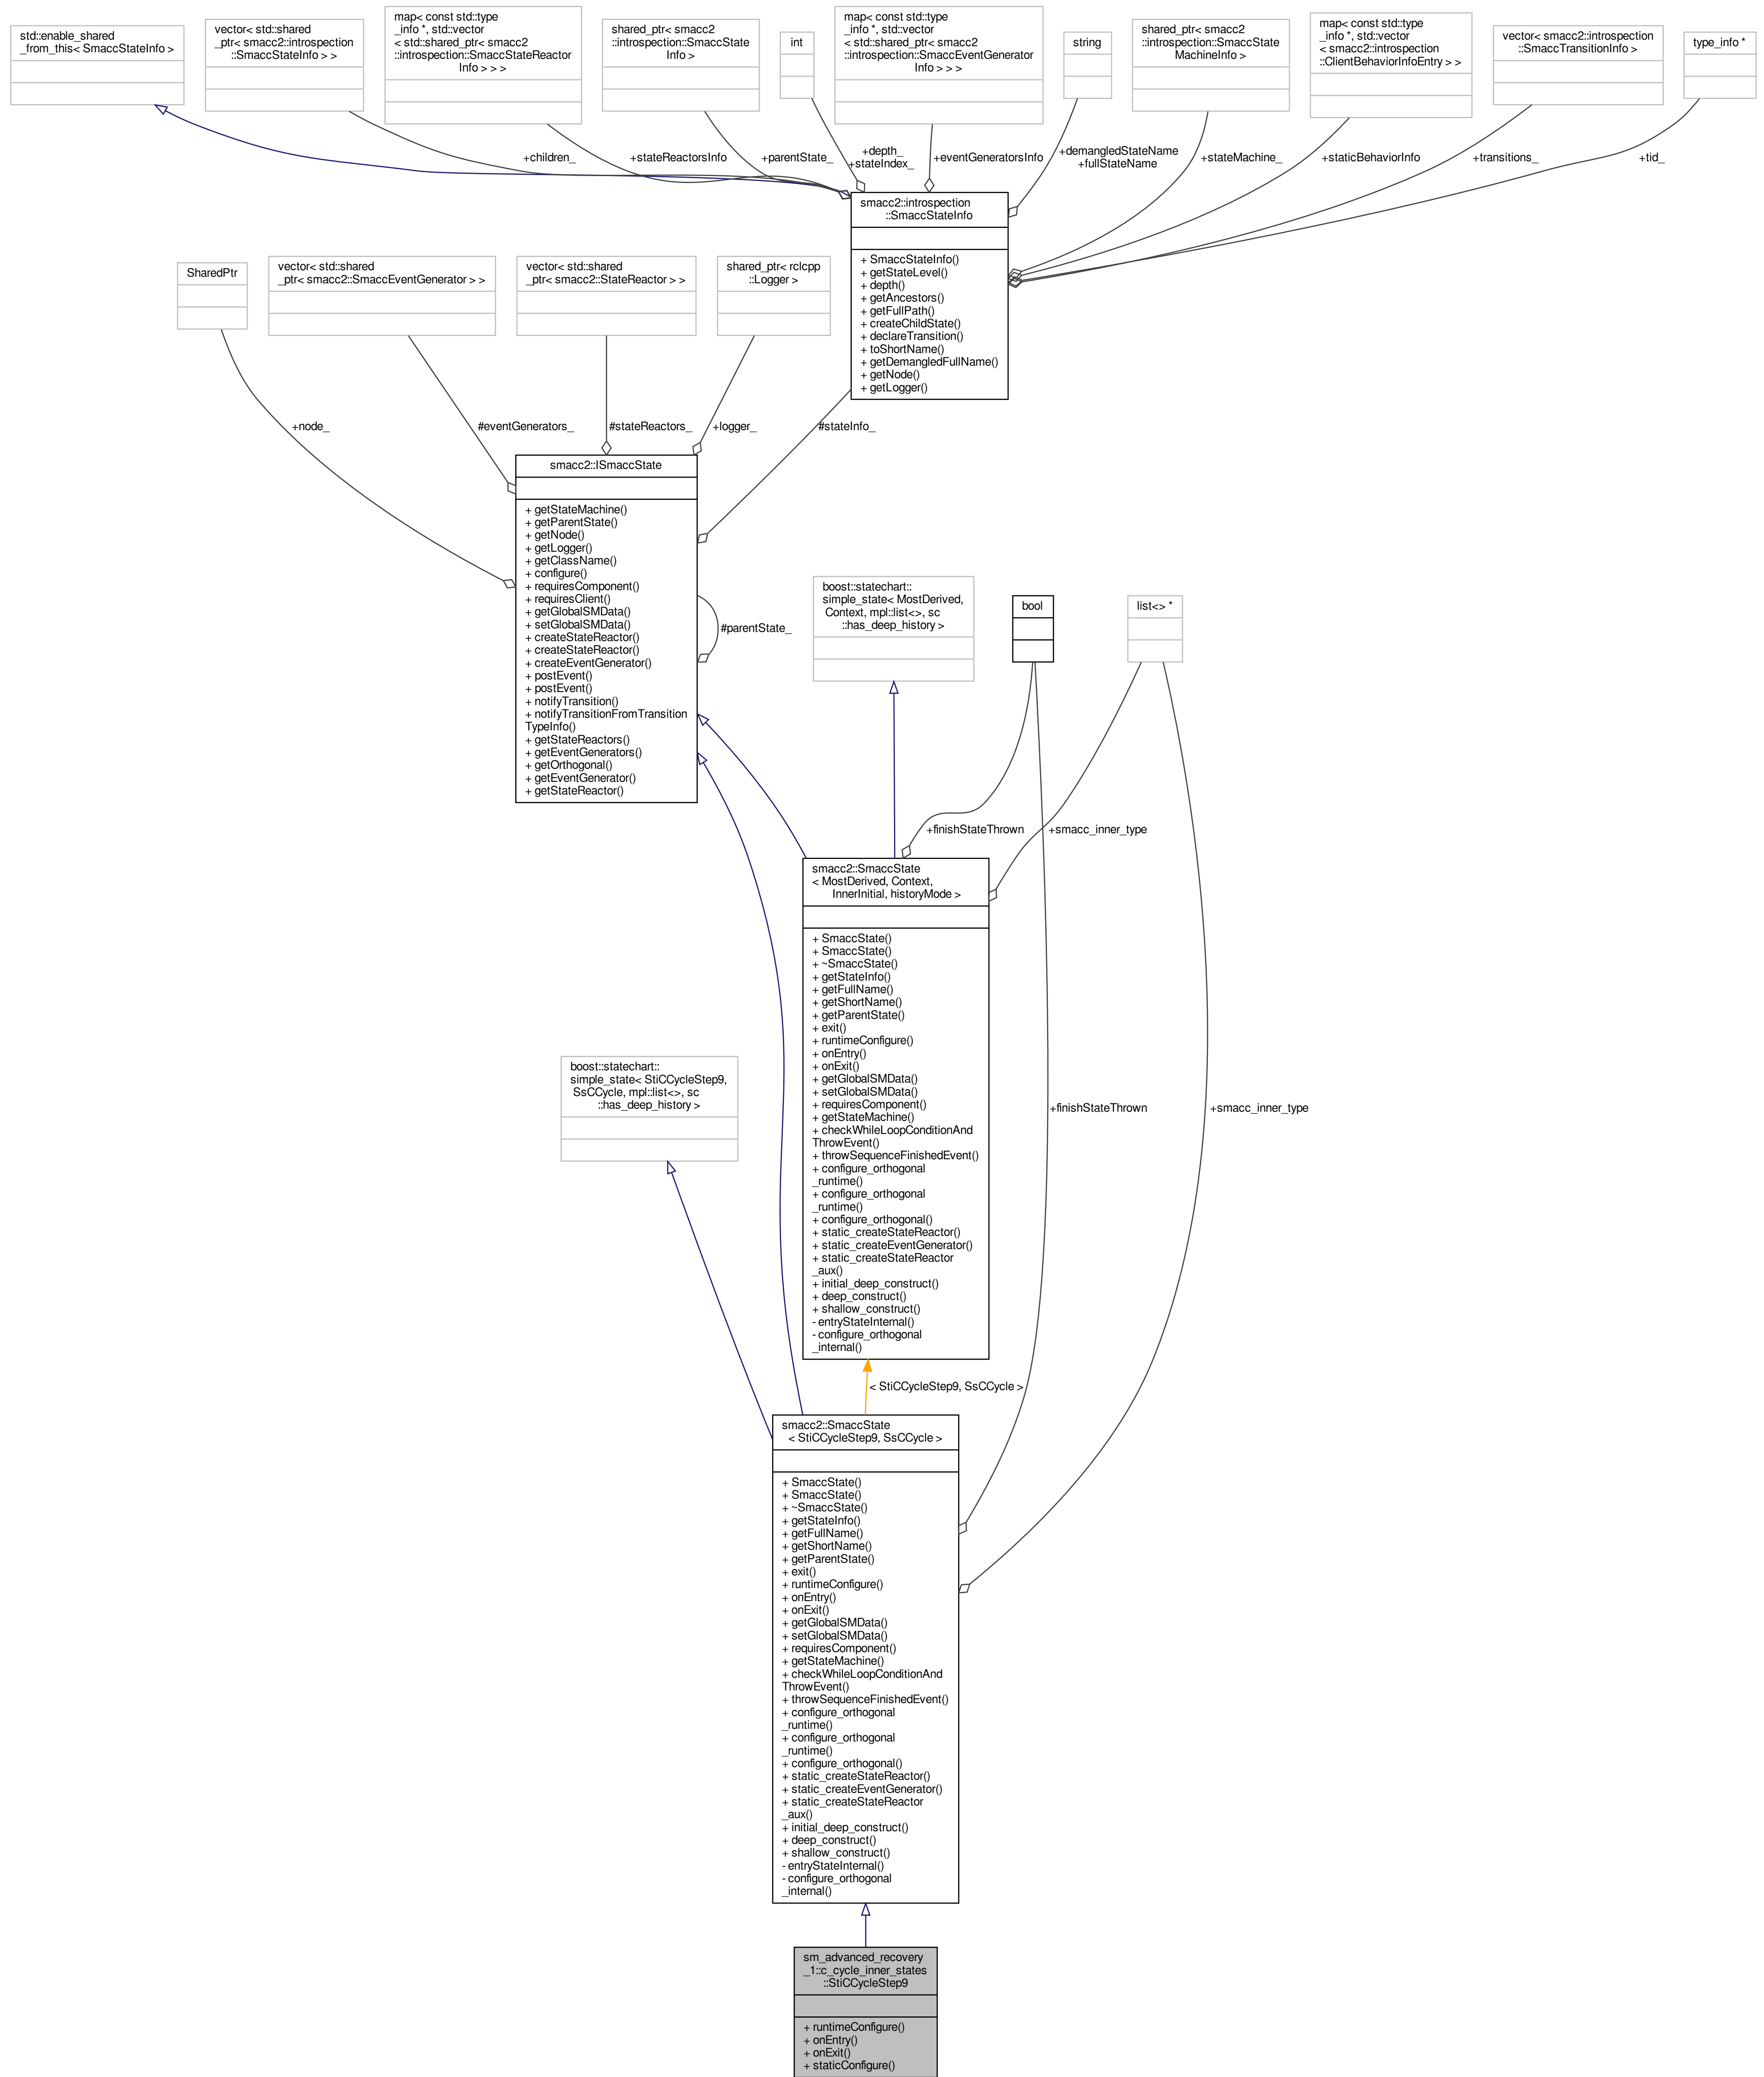 std::enable_shared
_from_this< SmaccStateInfo >
vector< std::shared
_ptr< smacc2::introspection
::SmaccStateInfo > >
map< const std::type
_info *, std::vector
< std::shared_ptr< smacc2
::introspection::SmaccStateReactor
Info > > >
shared_ptr< smacc2
::introspection::SmaccState
Info >
int
map< const std::type
_info *, std::vector
< std::shared_ptr< smacc2
::introspection::SmaccEventGenerator
Info > > >
string
shared_ptr< smacc2
::introspection::SmaccState
MachineInfo >
map< const std::type
_info *, std::vector
< smacc2::introspection
::ClientBehaviorInfoEntry > >
vector< smacc2::introspection
::SmaccTransitionInfo >
type_info *
+children_
+stateReactorsInfo
+parentState_
+depth_
+stateIndex_
+eventGeneratorsInfo
+demangledStateName
+fullStateName
+stateMachine_
+staticBehaviorInfo
+transitions_
+tid_
smacc2::introspection
::SmaccStateInfo
+ SmaccStateInfo()
+ getStateLevel()
+ depth()
+ getAncestors()
+ getFullPath()
+ createChildState()
+ declareTransition()
+ toShortName()
+ getDemangledFullName()
+ getNode()
+ getLogger()
SharedPtr
vector< std::shared
_ptr< smacc2::SmaccEventGenerator > >
vector< std::shared
_ptr< smacc2::StateReactor > >
shared_ptr< rclcpp
::Logger >
+node_
#eventGenerators_
#stateReactors_
+logger_
#stateInfo_
smacc2::ISmaccState
+ getStateMachine()
+ getParentState()
+ getNode()
+ getLogger()
+ getClassName()
+ configure()
+ requiresComponent()
+ requiresClient()
+ getGlobalSMData()
+ setGlobalSMData()
+ createStateReactor()
+ createStateReactor()
+ createEventGenerator()
+ postEvent()
+ postEvent()
+ notifyTransition()
+ notifyTransitionFromTransition
TypeInfo()
+ getStateReactors()
+ getEventGenerators()
+ getOrthogonal()
+ getEventGenerator()
+ getStateReactor()
#parentState_
boost::statechart::
simple_state< MostDerived,
Context, mpl::list<>, sc
::has_deep_history >
bool
list<> *
+finishStateThrown
+smacc_inner_type
smacc2::SmaccState
< MostDerived, Context,
InnerInitial, historyMode >
+ SmaccState()
+ SmaccState()
+ ~SmaccState()
+ getStateInfo()
+ getFullName()
+ getShortName()
+ getParentState()
+ exit()
+ runtimeConfigure()
+ onEntry()
+ onExit()
+ getGlobalSMData()
+ setGlobalSMData()
+ requiresComponent()
+ getStateMachine()
+ checkWhileLoopConditionAnd
ThrowEvent()
+ throwSequenceFinishedEvent()
+ configure_orthogonal
_runtime()
+ configure_orthogonal
_runtime()
+ configure_orthogonal()
+ static_createStateReactor()
+ static_createEventGenerator()
+ static_createStateReactor
_aux()
+ initial_deep_construct()
+ deep_construct()
+ shallow_construct()
- entryStateInternal()
- configure_orthogonal
_internal()
boost::statechart::
simple_state< StiCCycleStep9,
SsCCycle, mpl::list<>, sc
::has_deep_history >
+finishStateThrown
+smacc_inner_type
< StiCCycleStep9, SsCCycle >
smacc2::SmaccState
< StiCCycleStep9, SsCCycle >
+ SmaccState()
+ SmaccState()
+ ~SmaccState()
+ getStateInfo()
+ getFullName()
+ getShortName()
+ getParentState()
+ exit()
+ runtimeConfigure()
+ onEntry()
+ onExit()
+ getGlobalSMData()
+ setGlobalSMData()
+ requiresComponent()
+ getStateMachine()
+ checkWhileLoopConditionAnd
ThrowEvent()
+ throwSequenceFinishedEvent()
+ configure_orthogonal
_runtime()
+ configure_orthogonal
_runtime()
+ configure_orthogonal()
+ static_createStateReactor()
+ static_createEventGenerator()
+ static_createStateReactor
_aux()
+ initial_deep_construct()
+ deep_construct()
+ shallow_construct()
- entryStateInternal()
- configure_orthogonal
_internal()
sm_advanced_recovery
_1::c_cycle_inner_states
::StiCCycleStep9
+ runtimeConfigure()
+ onEntry()
+ onExit()
+ staticConfigure()